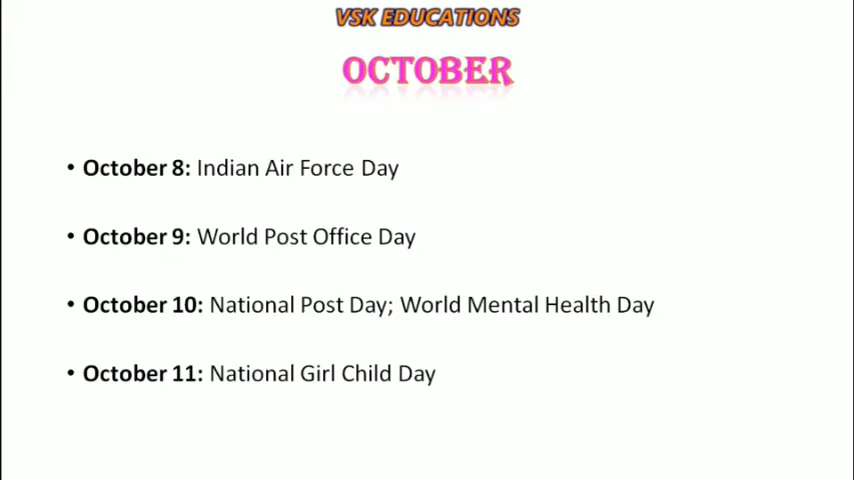 VSK EDUCATIONS
OCTOBER
• October 8: Indian Air Force Day
• October 9: World Post Office Day
• October 10: National Post Day; World Mental Health Day
• October 11: National Girl Child Day